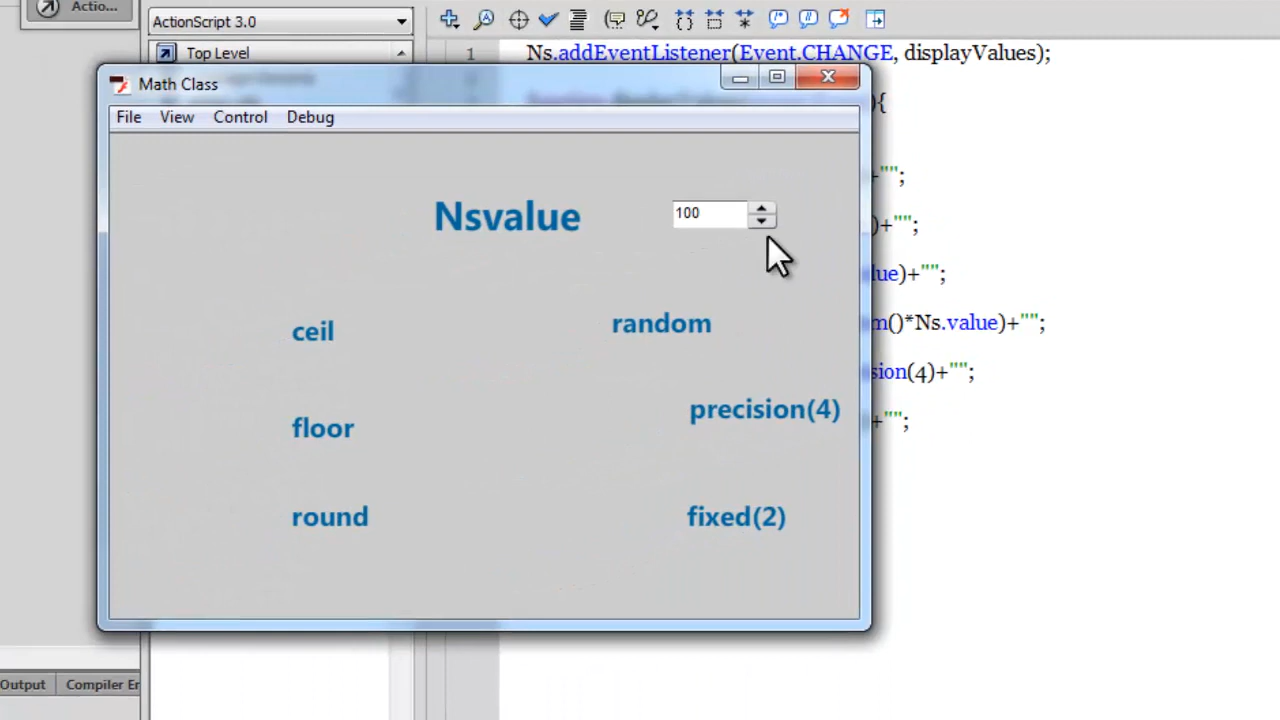 Actio...
ActionScript 3.0
Top Level
1
Ns.addEventListener(Event.CHANGE, displayValues);
Math Class
File View Control Debug
){
Nsvalue
100
+"";
)+"";
lue)+"";
ceil
random
m()*Ns.value)+"";
sion(4)+"";
precision(4)
+"";
floor
round
fixed(2)
Output
Compiler Er